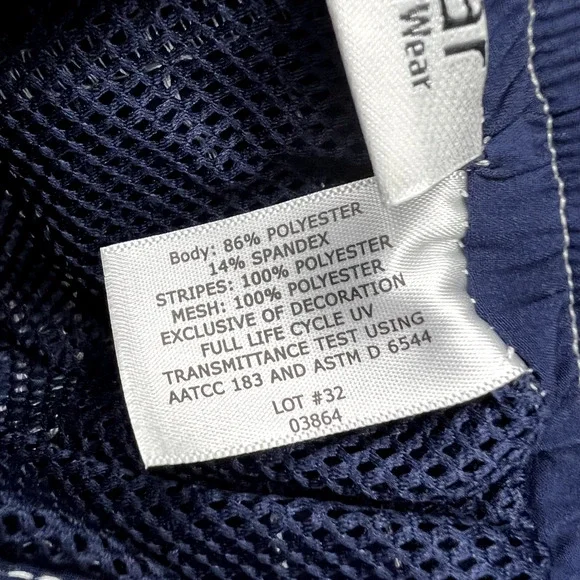 ar
Wear
Body: 86% POLYESTER
14% SPANDEX
STRIPES: 100% POLYESTER
MESH: 100% POLYESTER
EXCLUSIVE OF DECORATION
FULL LIFE CYCLE UV
TRANSMITTANCE TEST USING
AATCC 183 AND ASTM D 6544
LOT #32
03864